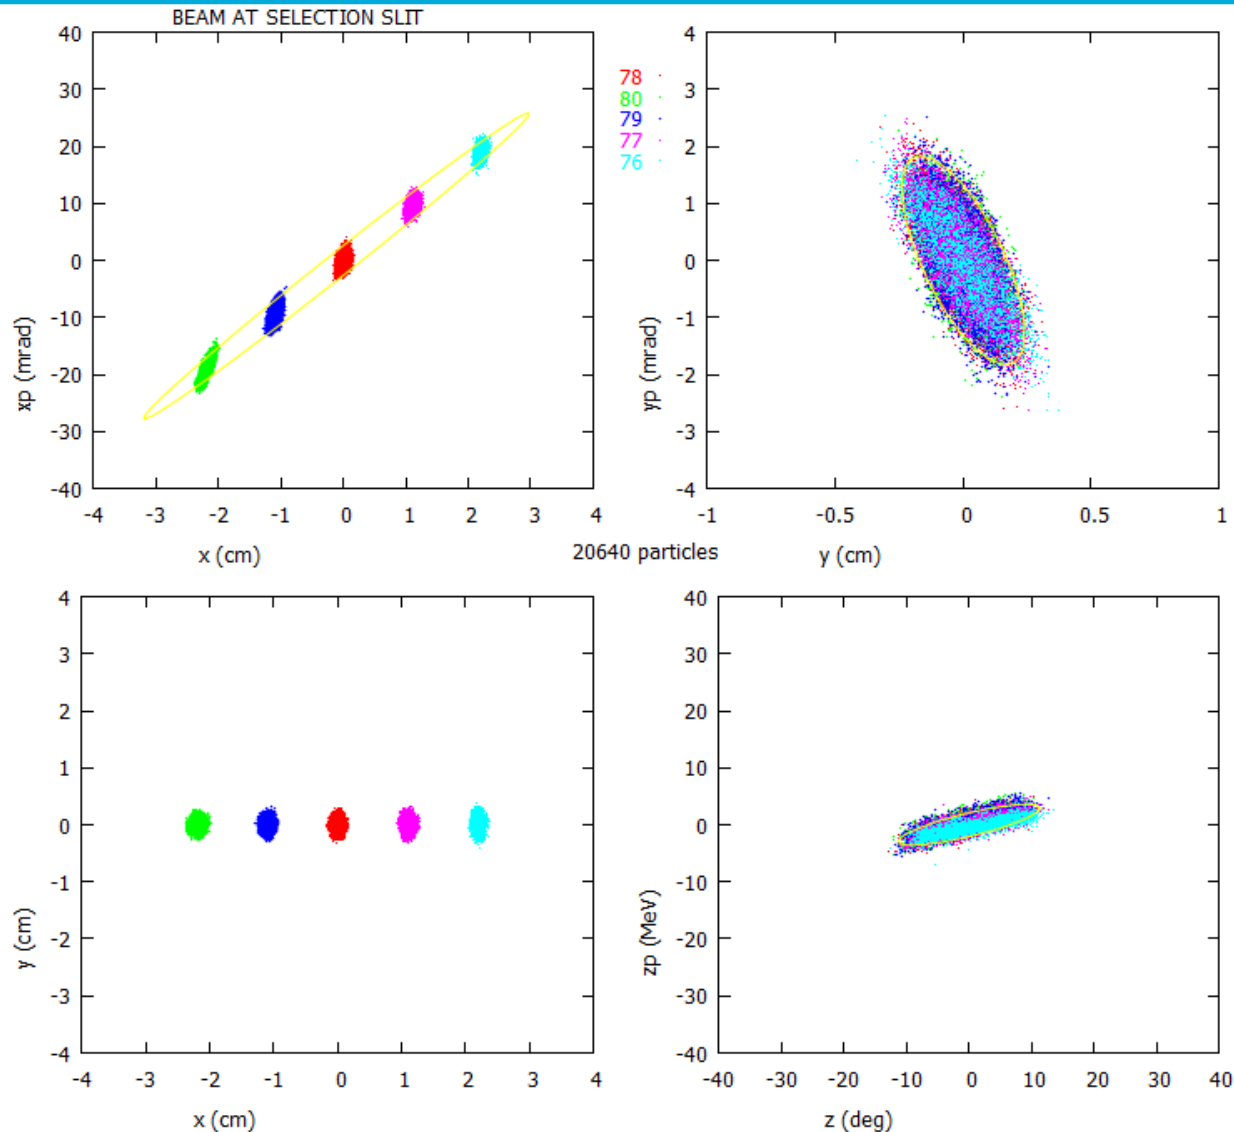 BEAM AT SELECTION SLIT
40
30
20
10
0
-10
-20
-30
-40
xp (mrad)
-4 -3 -2 -1 0 1 2 3 4
x (cm)
78
80
79
77
76
4
3
2
1
0
-1
-2
-3
-4
yp (mrad)
-1 -0.5 0 0.5 1
y (cm)
20640 particles
4
3
2
1
0
-1
-2
-3
-4
y (cm)
-4 -3 -2 -1 0 1 2 3 4
x (cm)
40
30
20
10
0
-10
-20
-30
-40
zp (MeV)
-40 -30 -20 -10 0 10 20 30 40
z (deg)